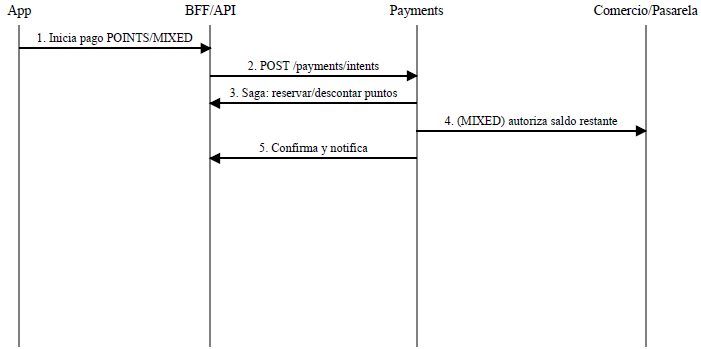 App BFF/API Payments Comercio/Pasarela
1. Inicia pago POINTS/MIXED
2. POST /payments/intents
3. Saga: reservar/descontar puntos
4. (MIXED) autoriza saldo restante
5. Confirma y notifica